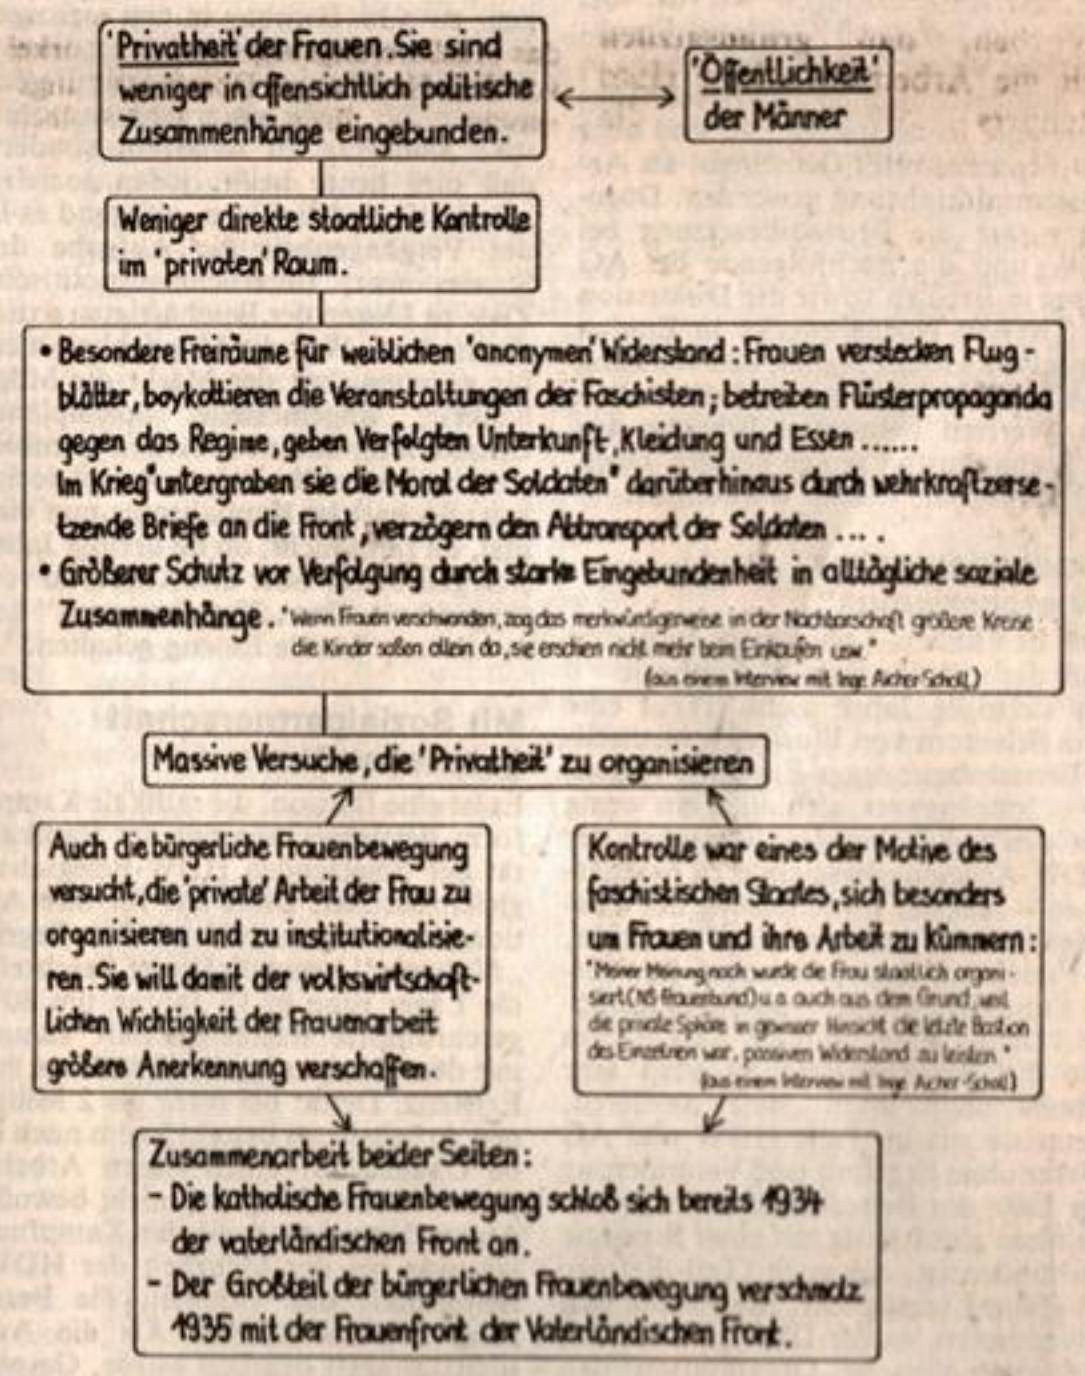 'Privatheit' der Frauen. Sie sind
weniger in offensichtlich politische
Zusammenhänge eingebunden.
'Öffentlichkeit'
der Männer
Weniger direkte staatliche Kontrolle
im 'privaten' Raum.
• Besondere Freiräume für weiblichen 'anonymen' Widerstand : Frauen verstecken Flug-
blätter, boykottieren die Veranstaltungen der Faschisten ; betreiben Flüsterpropaganda
gegen das Regime, geben Verfolgten Unterkunft, Kleidung und Essen ......
Im Krieg "untergraben sie die Moral der Soldaten" darüberhinaus durch wehrkraftzerse-
tzende Briefe an die Front ; verzögern den Abtransport der Soldaten ....
• Größerer Schutz vor Verfolgung durch starke Eingebundenheit in alltägliche soziale
Zusammenhänge. "Wenn Frauen verschwanden, zog das merkwürdigerweise in der Nachbarschaft größere Kreise :
die Kinder saßen allein da, sie erschien nicht mehr beim Einkaufen usw."
(aus einem Interview mit Inge Aicher-Scholl)
Massive Versuche, die 'Privatheit' zu organisieren
Auch die bürgerliche Frauenbewegung
versucht, die 'private' Arbeit der Frau zu
organisieren und zu institutionalisie-
ren. Sie will damit der volkswirtschaft-
lichen Wichtigkeit der Frauenarbeit
größere Anerkennung verschaffen.
Kontrolle war eines der Motive des
faschistischen Staates, sich besonders
um Frauen und ihre Arbeit zu kümmern :
"Meiner Meinung nach wurde die Frau staatlich organi-
siert (NS-Frauenbund) u.a. auch aus dem Grund, weil
die private Sphäre in gewisser Hinsicht die letzte Bastion
des Einzelnen war, passiven Widerstand zu leisten."
(aus einem Interview mit Inge Aicher-Scholl)
Zusammenarbeit beider Seiten :
- Die katholische Frauenbewegung schloß sich bereits 1934
der vaterländischen Front an.
- Der Großteil der bürgerlichen Frauenbewegung verschmolz
1935 mit der Frauenfront der Vaterländischen Front.